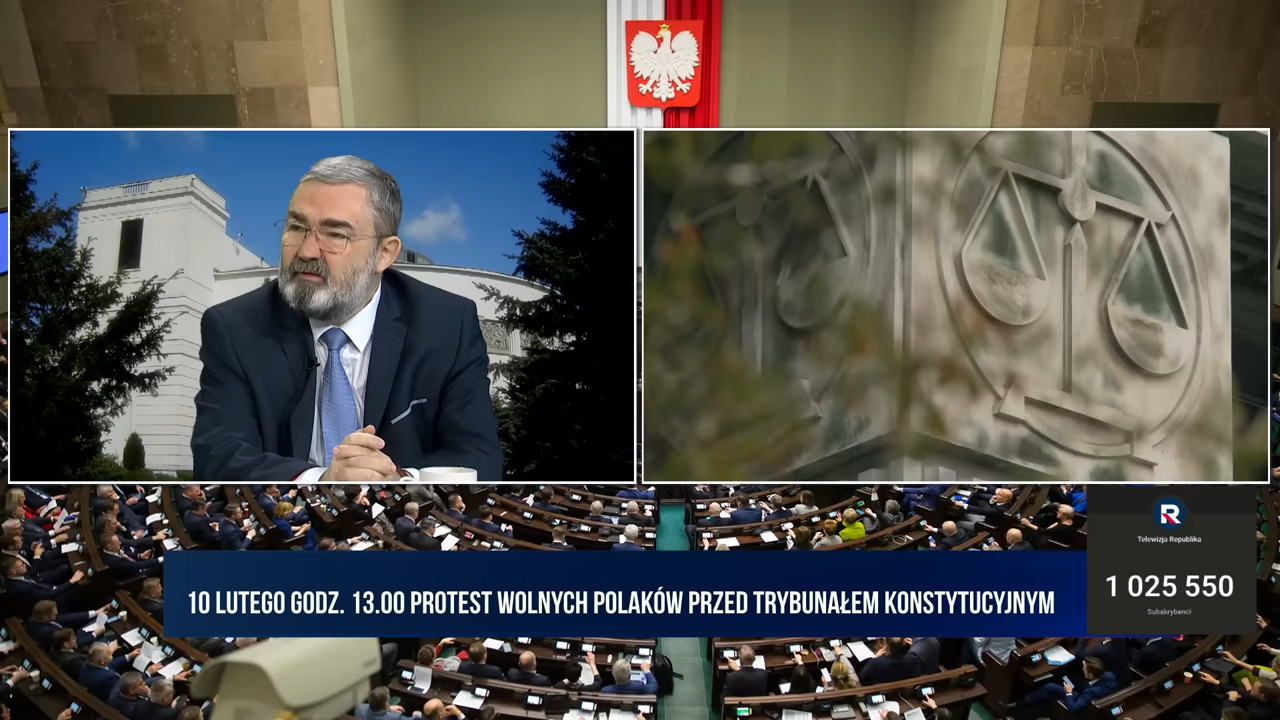 10 LUTEGO GODZ. 13.00 PROTEST WOLNYCH POLAKÓW PRZED TRYBUNAŁEM KONSTYTUCYJNYM
R
Telewizja Republika
1 025 550
Subskrybenci